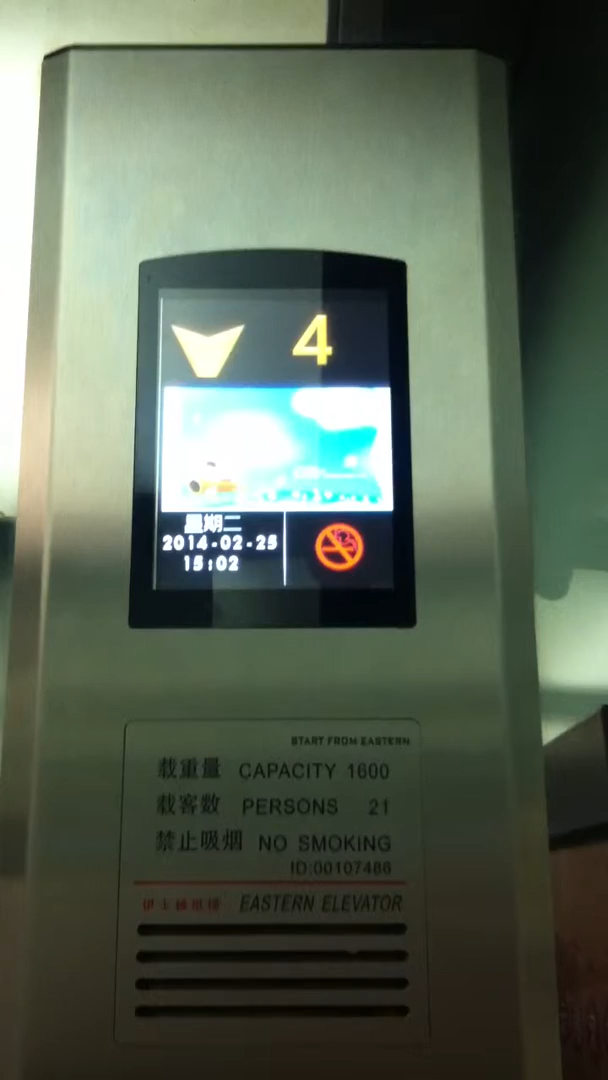 4
星期二
2014-02-25
15:02
START FROM EASTERN
载重量 CAPACITY 1600
载客数 PERSONS 21
禁止吸烟 NO SMOKING
ID:00107486
EASTERN ELEVATOR